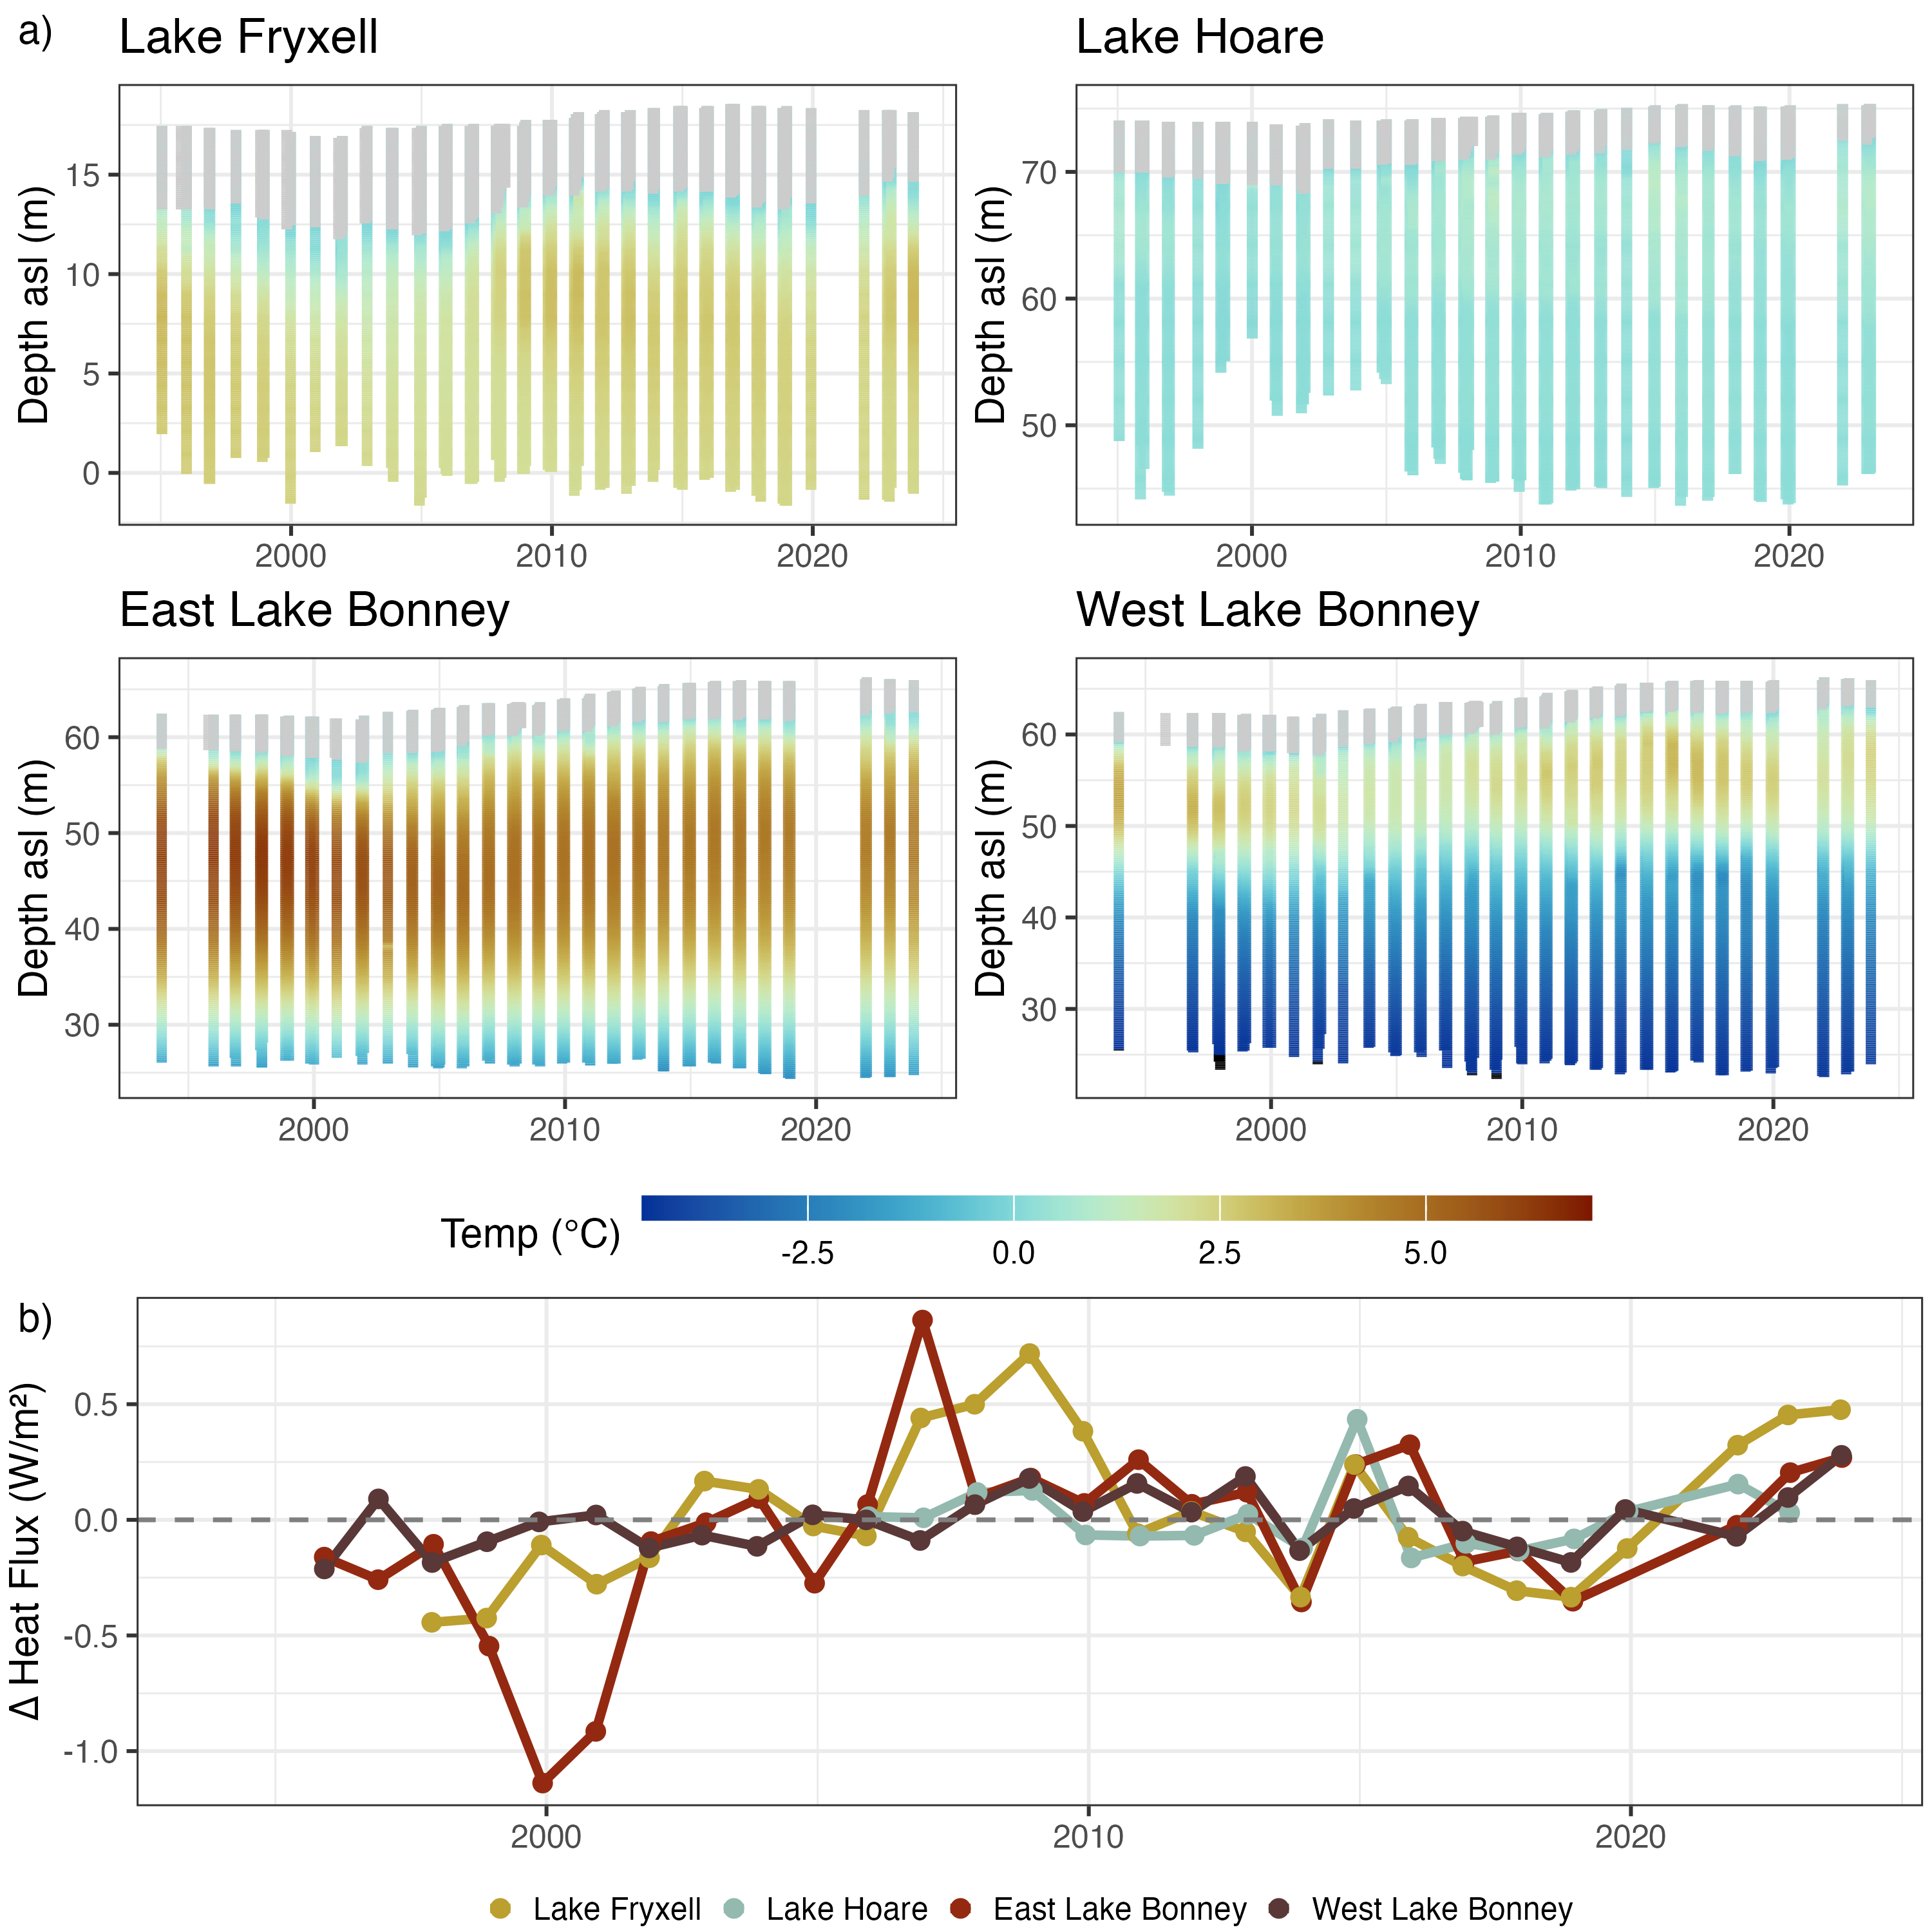 a)
Lake Fryxell
Lake Hoare
Depth asl (m)
15
10
5
0
2000
2010
2020
Depth asl (m)
70
60
50
2000
2010
2020
East Lake Bonney
West Lake Bonney
Depth asl (m)
60
50
40
30
2000
2010
2020
Depth asl (m)
60
50
40
30
2000
2010
2020
Temp (°C)
-2.5
0.0
2.5
5.0
b)
Δ Heat Flux (W/m²)
0.5
0.0
-0.5
-1.0
2000
2010
2020
Lake Fryxell
Lake Hoare
East Lake Bonney
West Lake Bonney